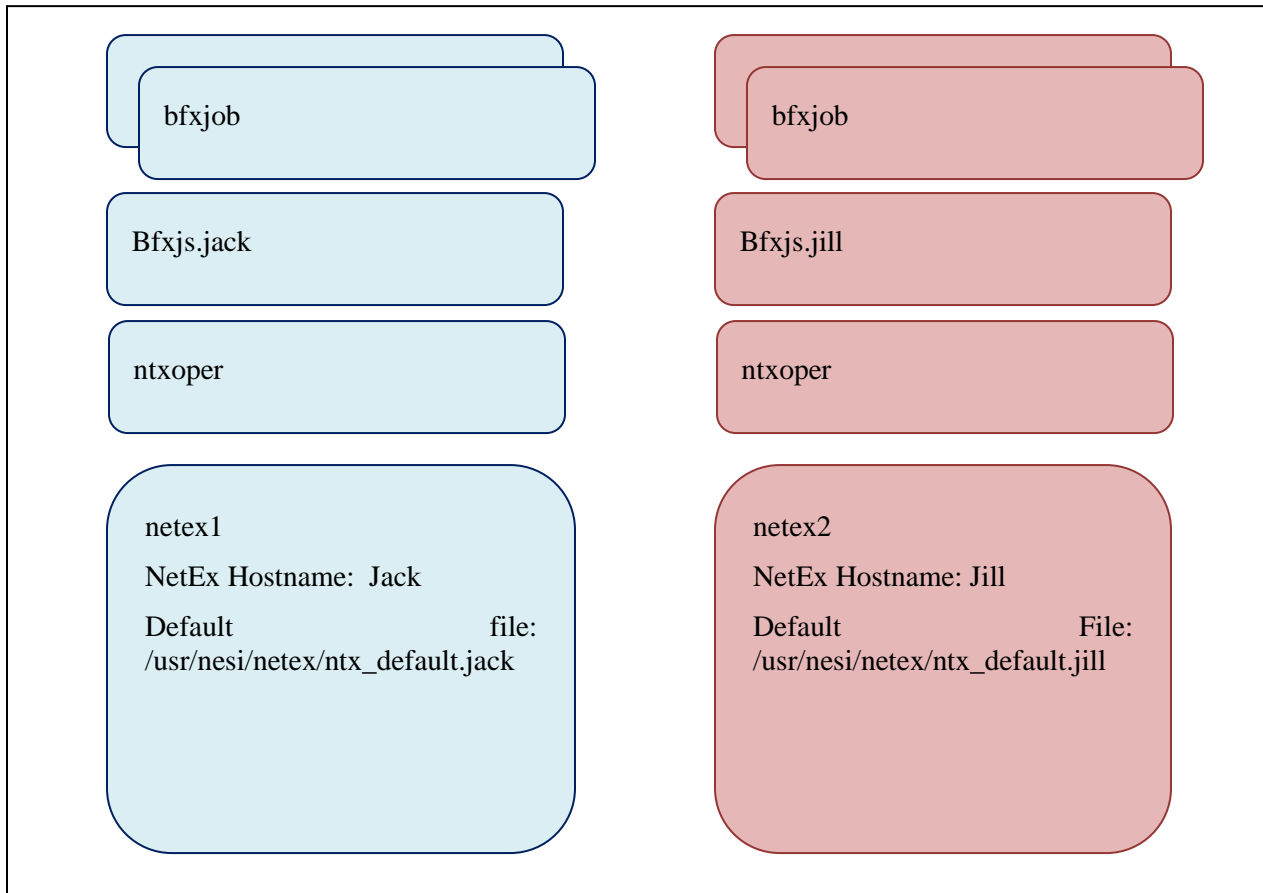 bfxjob
Bfxjs.jack
ntxoper
netex1
NetEx Hostname:  Jack
Default file:
/usr/nesi/netex/ntx_default.jack
bfxjob
Bfxjs.jill
ntxoper
netex2
NetEx Hostname: Jill
Default File:
/usr/nesi/netex/ntx_default.jill